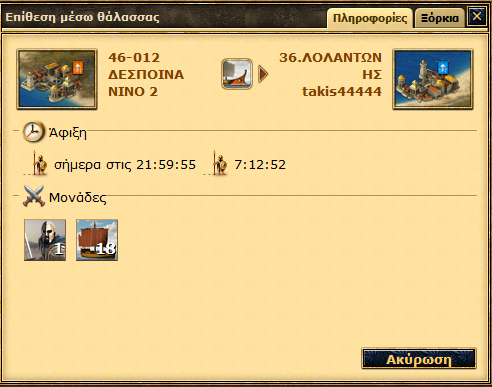 Επίθεση μέσω θάλασσας
Πληροφορίες
Ξόρκια
46-012
ΔΕΣΠΟΙΝΑ
ΝΙΝΟ 2
36.ΛΟΛΑΝΤΩΝ
ΗΣ
takis44444
Άφιξη
σήμερα στις 21:59:55
7:12:52
Μονάδες
1
18
Ακύρωση